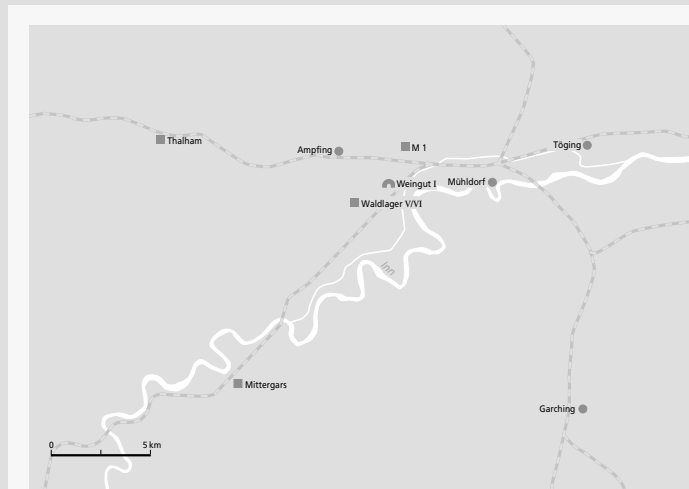 Thalham
Ampfing
M 1
Töging
Weingut I
Mühldorf
Waldlager V/VI
Inn
Mittergars
Garching
0
5 km